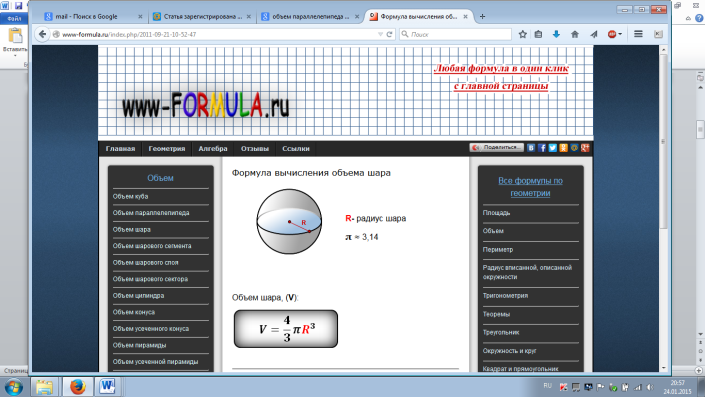 Файл
Вставить
Страниц
mail - Поиск в Google
Статья зарегистрирована ...
объем параллелепипеда ...
Формула вычисления об...
www-formula.ru/index.php/2011-09-21-10-52-47
Поиск
www-FORMULA.ru
Любая формула в один клик
с главной страницы
Главная
Геометрия
Алгебра
Отзывы
Ссылки
Поделиться...
Объем
Объем куба
Объем параллелепипеда
Объем шара
Объем шарового сегмента
Объем шарового слоя
Объем шарового сектора
Объем цилиндра
Объем конуса
Объем усеченного конуса
Объем пирамиды
Объем усеченной пирамиды
Формула вычисления объема шара
R
R- радиус шара
π ≈ 3,14
Объем шара, (V):
V = 4/3 πR³
Все формулы по
геометрии
Площадь
Объем
Периметр
Радиус вписанной, описанной
окружности
Тригонометрия
Теоремы
Треугольник
Окружность и круг
Квадрат и прямоугольник
RU
20:57
24.01.2015